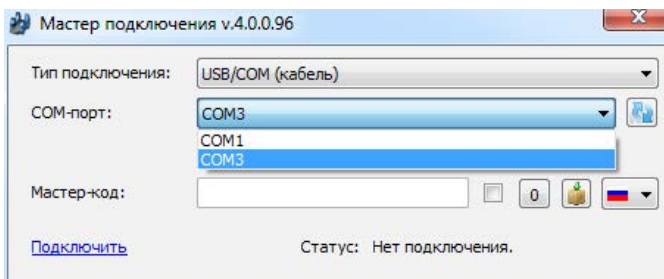 Мастер подключения v.4.0.0.96
Тип подключения: USB/COM (кабель)
COM-порт: COM3
COM1
COM3
Мастер-код: 0
Подключить Статус: Нет подключения.